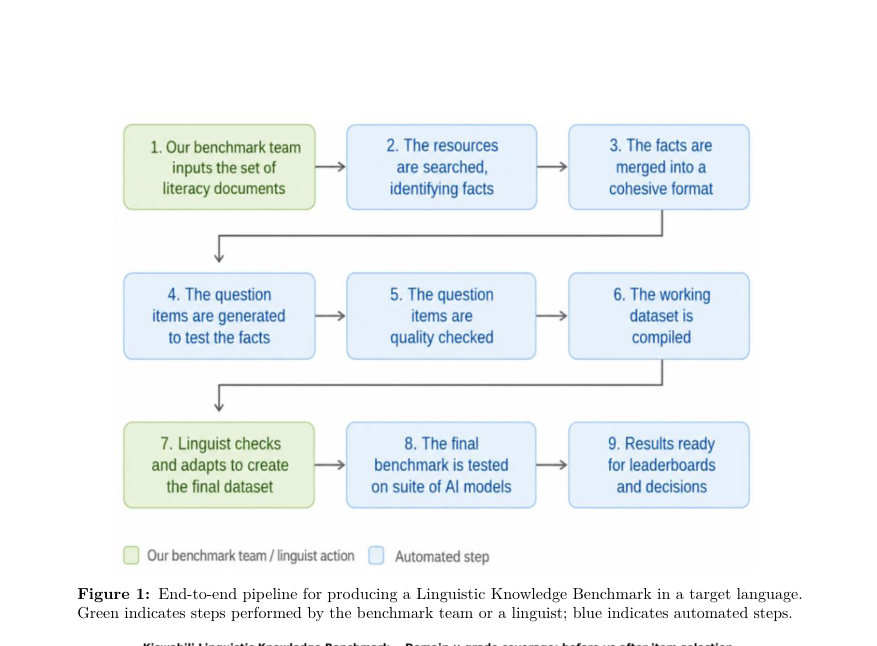 1. Our benchmark team
inputs the set of
literacy documents
2. The resources
are searched,
identifying facts
3. The facts are
merged into a
cohesive format
4. The question
items are generated
to test the facts
5. The question
items are
quality checked
6. The working
dataset is
compiled
7. Linguist checks
and adapts to create
the final dataset
8. The final
benchmark is tested
on suite of AI models
9. Results ready
for leaderboards
and decisions
Our benchmark team / linguist action
Automated step
Figure 1: End-to-end pipeline for producing a Linguistic Knowledge Benchmark in a target language.
Green indicates steps performed by the benchmark team or a linguist; blue indicates automated steps.
Kiswahili Linguistic Knowledge Benchmark